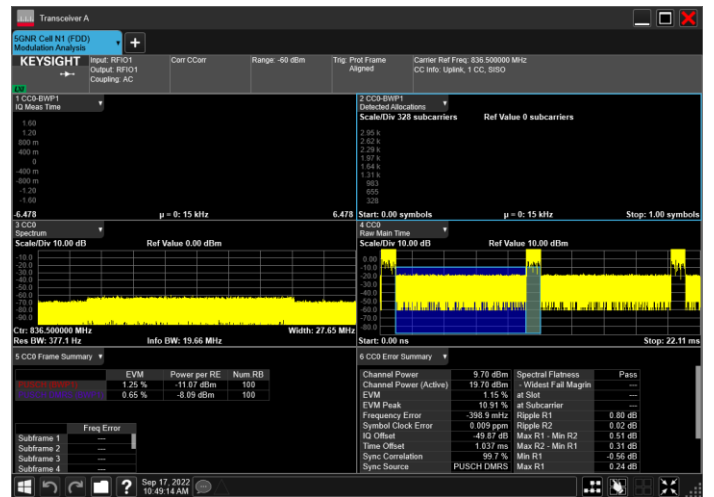 Transceiver A
5GNR Cell N1 (FDD)
Modulation Analysis
KEYSIGHT
Input: RFIO1
Output: RFIO1
Coupling: AC
Corr CCorr
Range: -60 dBm
Trig: Prot Frame
Aligned
Carrier Ref Freq: 836.500000 MHz
CC Info: Uplink, 1 CC, SISO
1 CC0-BWP1
IQ Meas Time
1.60
1.20
800 m
400 m
0
-400 m
-800 m
-1.20
-1.60
-6.478 μ = 0: 15 kHz 6.478
2 CC0-BWP1
Detected Allocations
Scale/Div 328 subcarriers Ref Value 0 subcarriers
2.95 k
2.62 k
2.29 k
1.97 k
1.64 k
1.31 k
983
655
328
Start: 0.00 symbols μ = 0: 15 kHz Stop: 1.00 symbols
3 CC0
Spectrum
Scale/Div 10.00 dB Ref Value 0.00 dBm
-10.0
-20.0
-30.0
-40.0
-50.0
-60.0
-70.0
-80.0
-90.0
Ctr: 836.500000 MHz Width: 27.65 MHz
Res BW: 377.1 Hz Info BW: 19.66 MHz
4 CC0
Raw Main Time
Scale/Div 10.00 dB Ref Value 10.00 dBm
0.00
-10.0
-20.0
-30.0
-40.0
-50.0
-60.0
-70.0
-80.0
Start: 0.00 ns Stop: 22.11 ms
5 CC0 Frame Summary
EVM Power per RE Num RB
1.25 % -11.07 dBm 100
0.65 % -8.09 dBm 100
Freq Error
Subframe 1 ---
Subframe 2 ---
Subframe 3 ---
Subframe 4 ---
6 CC0 Error Summary
Channel Power 9.70 dBm Spectral Flatness Pass
Channel Power (Active) 19.70 dBm - Widest Fail Magrin ---
EVM 1.15 % at Slot ---
EVM Peak 10.91 % at Subcarrier ---
Frequency Error -398.9 mHz Ripple R1 0.80 dB
Symbol Clock Error 0.009 ppm Ripple R2 0.02 dB
IQ Offset -49.87 dB Max R1 - Min R2 0.51 dB
Time Offset 1.037 ms Max R2 - Min R1 0.31 dB
Sync Correlation 99.7 % Min R1 -0.56 dB
Sync Source PUSCH DMRS Max R1 0.24 dB
Sep 17, 2022
10:49:14 AM